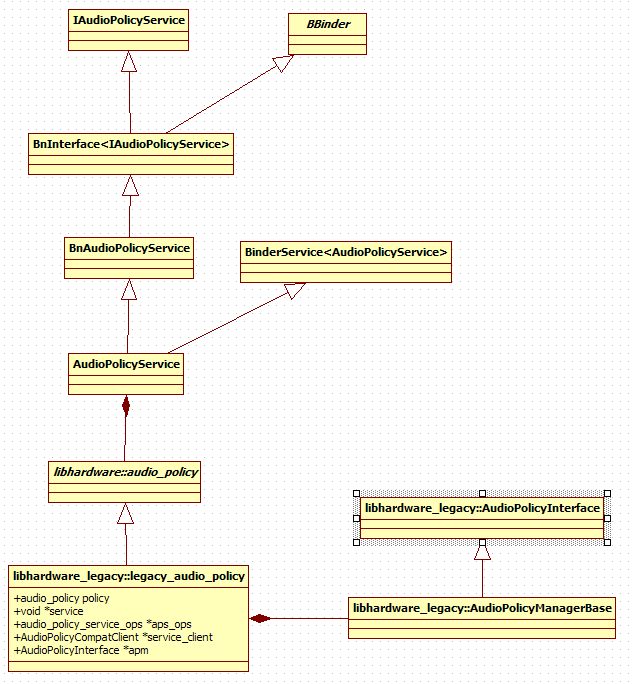 IAudioPolicyService
BBinder
BnInterface<IAudioPolicyService>
BnAudioPolicyService
BinderService<AudioPolicyService>
AudioPolicyService
libhardware::audio_policy
libhardware_legacy::AudioPolicyInterface
libhardware_legacy::legacy_audio_policy
+audio_policy policy
+void *service
+audio_policy_service_ops *aps_ops
+AudioPolicyCompatClient *service_client
+AudioPolicyInterface *apm
libhardware_legacy::AudioPolicyManagerBase